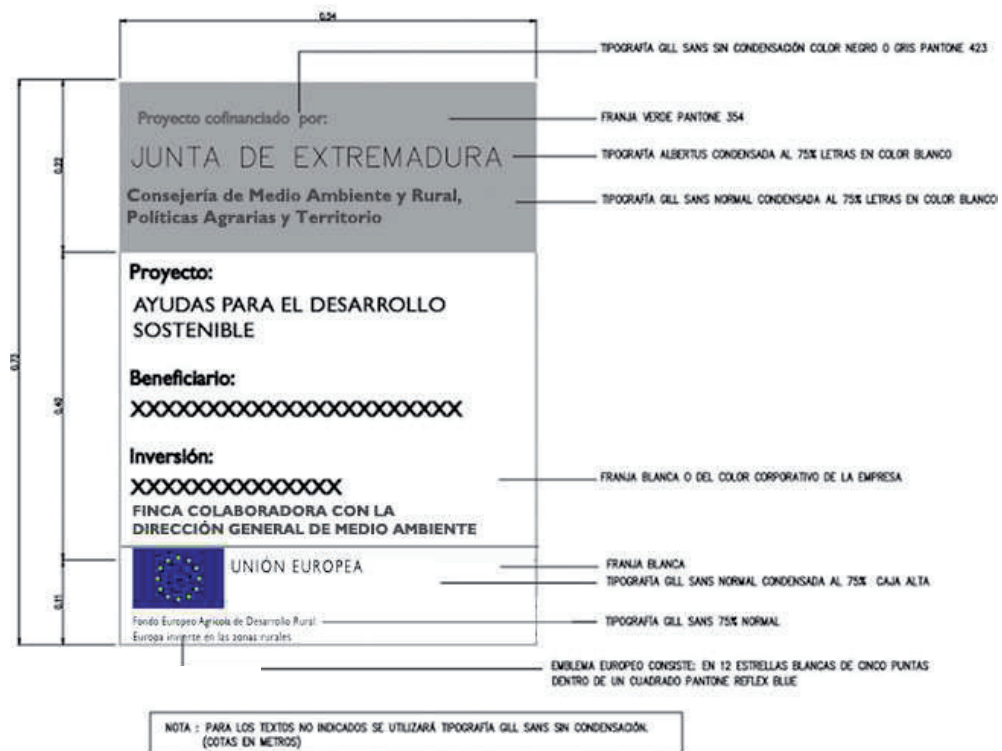 0,54
TIPOGRAFÍA GILL SANS SIN CONDENSACIÓN COLOR NEGRO O GRIS PANTONE 423
Proyecto cofinanciado por:
FRANJA VERDE PANTONE 354
JUNTA DE EXTREMADURA
TIPOGRAFÍA ALBERTUS CONDENSADA AL 75% LETRAS EN COLOR BLANCO
0,22
Consejería de Medio Ambiente y Rural,
Políticas Agrarias y Territorio
TIPOGRAFÍA GILL SANS NORMAL CONDENSADA AL 75% LETRAS EN COLOR BLANCO
Proyecto:
AYUDAS PARA EL DESARROLLO
SOSTENIBLE
0,73
Beneficiario:
0,40
XXXXXXXXXXXXXXXXXXXXXX
Inversión:
XXXXXXXXXXXXXX
FRANJA BLANCA O DEL COLOR CORPORATIVO DE LA EMPRESA
FINCA COLABORADORA CON LA
DIRECCIÓN GENERAL DE MEDIO AMBIENTE
UNIÓN EUROPEA
FRANJA BLANCA
TIPOGRAFÍA GILL SANS NORMAL CONDENSADA AL 75% CAJA ALTA
0,11
Fondo Europeo Agrícola de Desarrollo Rural:
Europa invierte en las zonas rurales
TIPOGRAFÍA GILL SANS 75% NORMAL
EMBLEMA EUROPEO CONSISTE: EN 12 ESTRELLAS BLANCAS DE CINCO PUNTAS
DENTRO DE UN CUADRADO PANTONE REFLEX BLUE
NOTA : PARA LOS TEXTOS NO INDICADOS SE UTILIZARÁ TIPOGRAFÍA GILL SANS SIN CONDENSACIÓN.
(COTAS EN METROS)